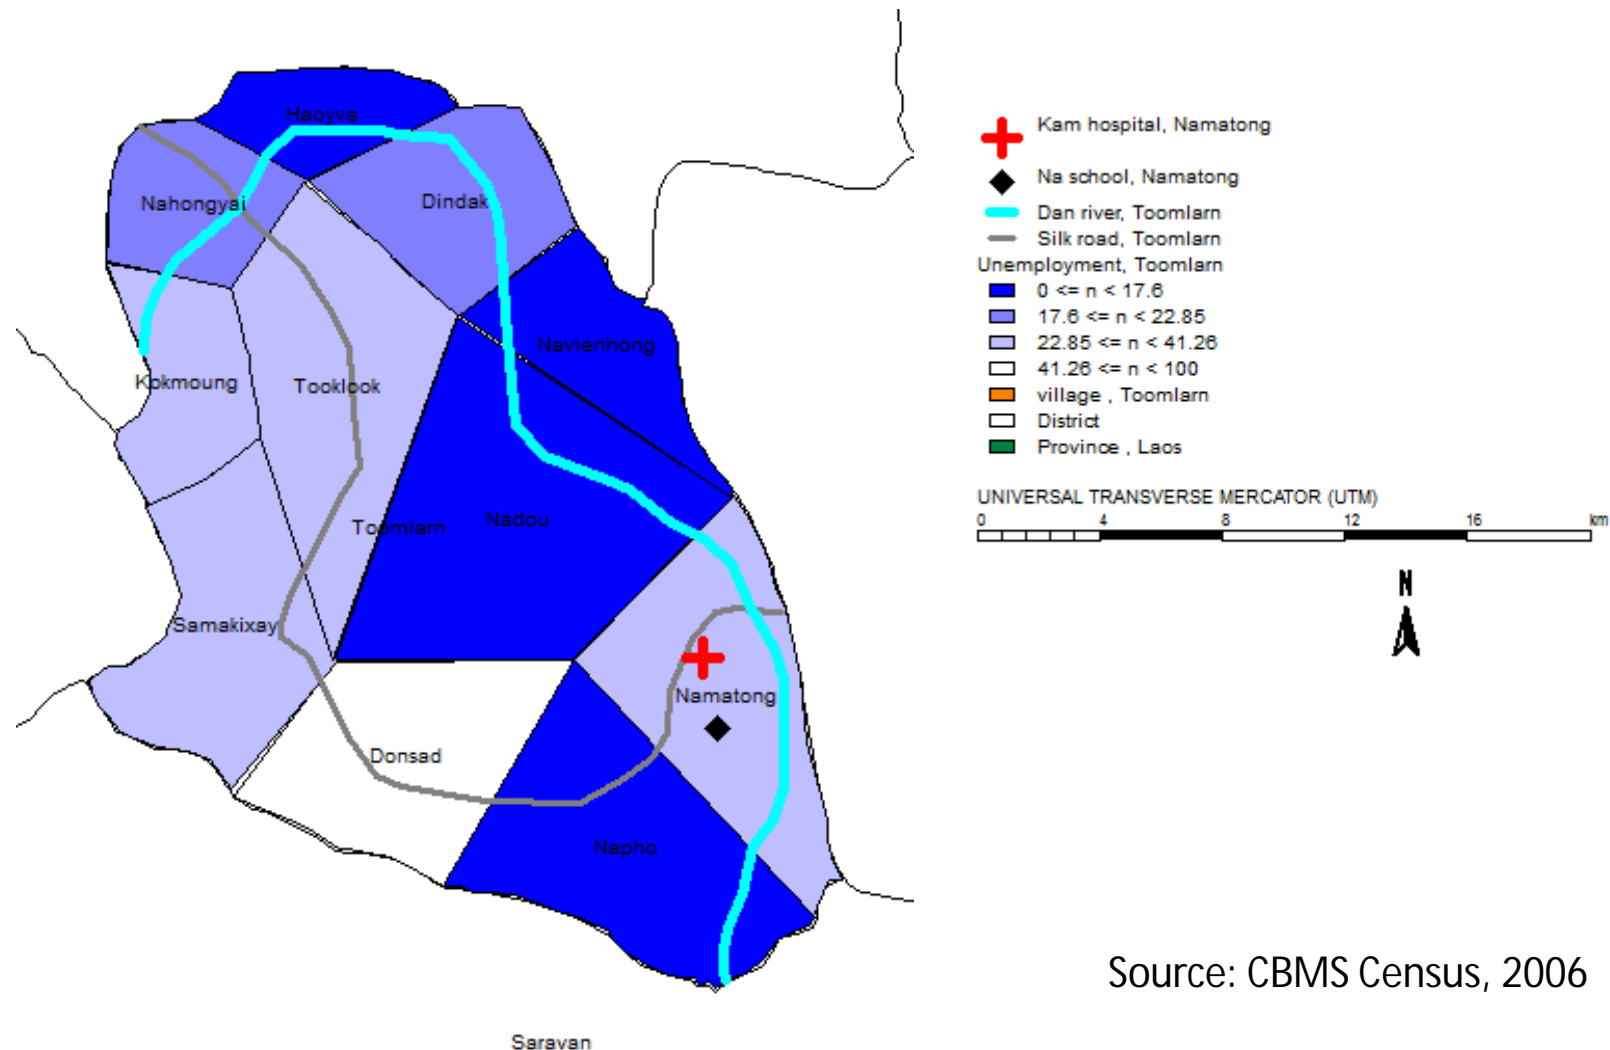 Haoyva
Nahongyai
Dindak
Navienhong
Kokmoung
Tooklook
Toomlarn
Nadou
Samakixay
Namatong
Donsad
Napho
Saravan
Kam hospital, Namatong
Na school, Namatong
Dan river, Toomlarn
Silk road, Toomlarn
Unemployment, Toomlarn
0 <= n < 17.6
17.6 <= n < 22.85
22.85 <= n < 41.26
41.26 <= n < 100
village , Toomlarn
District
Province , Laos
UNIVERSAL TRANSVERSE MERCATOR (UTM)
0 4 8 12 16 km
N
Source: CBMS Census, 2006